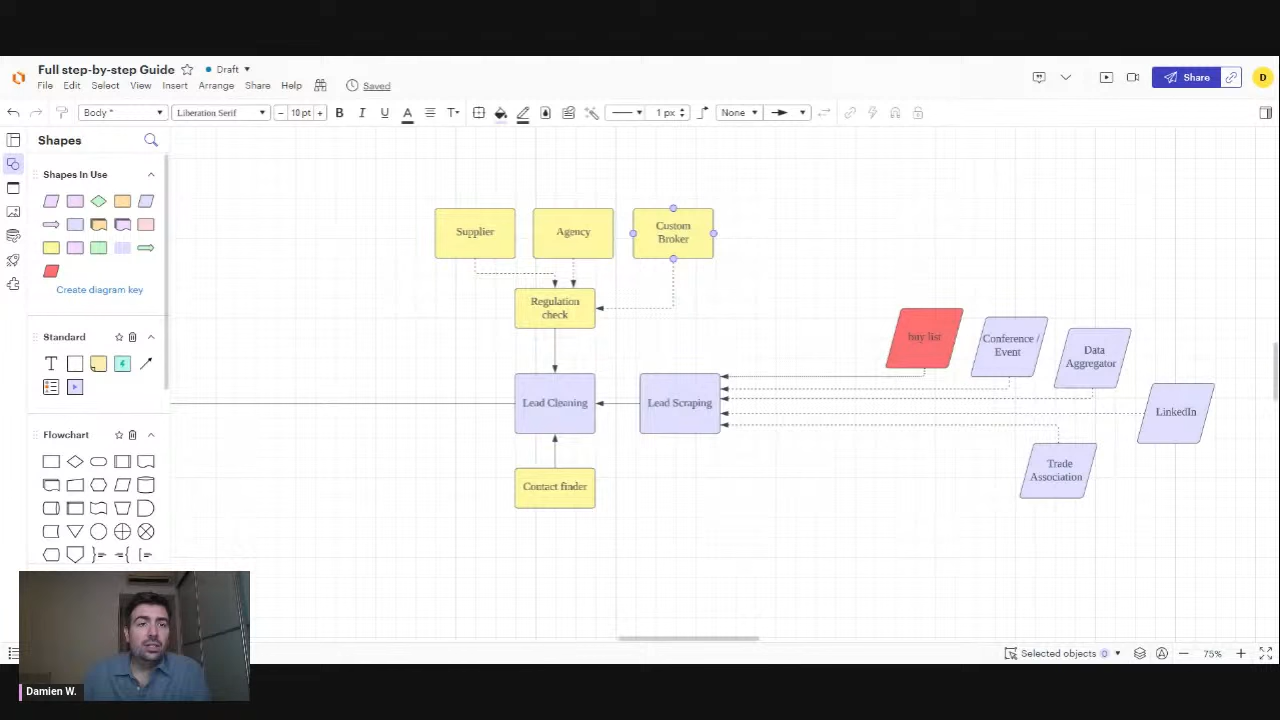 Full step-by-step Guide
Draft
File Edit Select View Insert Arrange Share Help Saved
Share
D
Body *
Liberation Serif
10 pt
B I U A T
1 px
None
Shapes
Shapes In Use
Create diagram key
Standard
T
Flowchart
Supplier
Agency
Custom
Broker
Regulation
check
buy list
Conference /
Event
Data
Aggregator
Lead Cleaning
Lead Scraping
LinkedIn
Trade
Association
Contact finder
Damien W.
Selected objects 0
75%